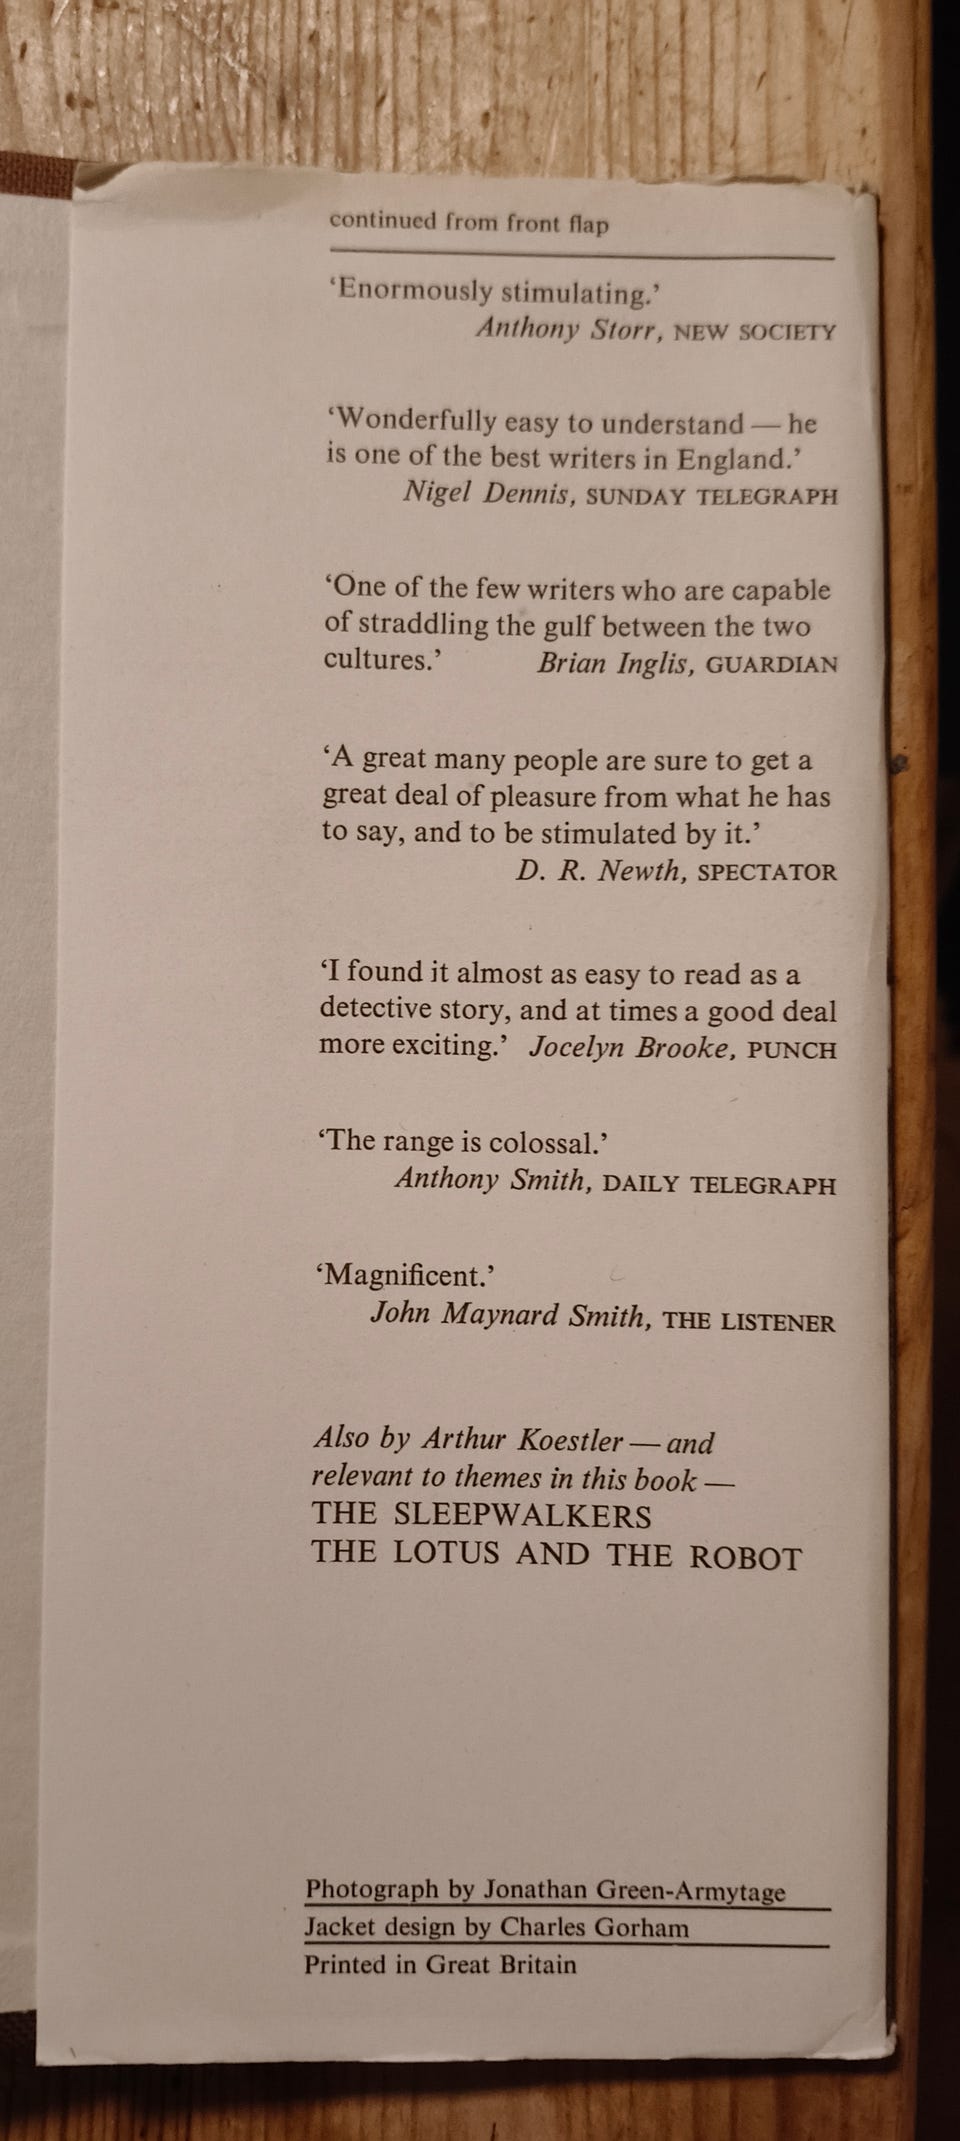 continued from front flap
‘Enormously stimulating.’
Anthony Storr, NEW SOCIETY
‘Wonderfully easy to understand — he
is one of the best writers in England.’
Nigel Dennis, SUNDAY TELEGRAPH
‘One of the few writers who are capable
of straddling the gulf between the two
cultures.’ Brian Inglis, GUARDIAN
‘A great many people are sure to get a
great deal of pleasure from what he has
to say, and to be stimulated by it.’
D. R. Newth, SPECTATOR
‘I found it almost as easy to read as a
detective story, and at times a good deal
more exciting.’ Jocelyn Brooke, PUNCH
‘The range is colossal.’
Anthony Smith, DAILY TELEGRAPH
‘Magnificent.’
John Maynard Smith, THE LISTENER
Also by Arthur Koestler — and
relevant to themes in this book —
THE SLEEPWALKERS
THE LOTUS AND THE ROBOT
Photograph by Jonathan Green-Armytage
Jacket design by Charles Gorham
Printed in Great Britain